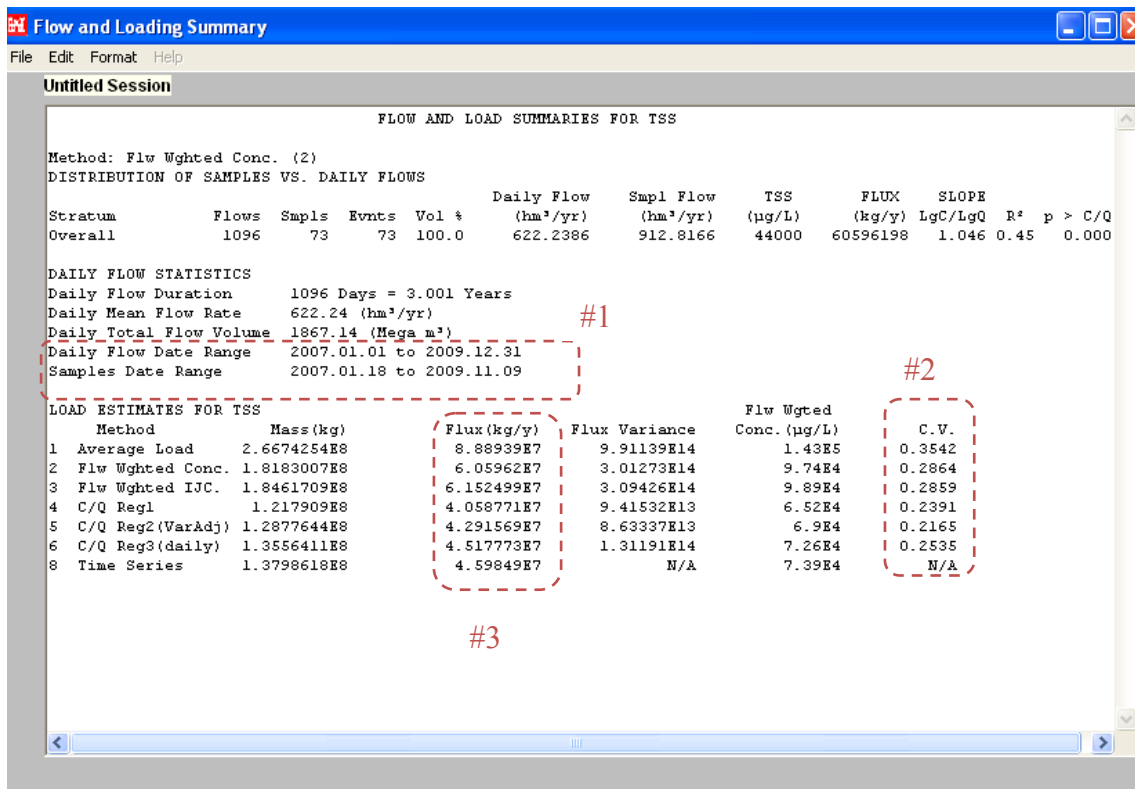 Flow and Loading Summary
File Edit Format Help
Untitled Session
FLOW AND LOAD SUMMARIES FOR TSS
Method: Flw Wghted Conc. (2)
DISTRIBUTION OF SAMPLES VS. DAILY FLOWS
Daily Flow Smpl Flow TSS FLUX SLOPE
Stratum Flows Smpls Evnts Vol % (hm³/yr) (hm³/yr) (µg/L) (kg/y) LgC/LgQ R² p > C/Q
Overall 1096 73 73 100.0 622.2386 912.8166 44000 60596198 1.046 0.45 0.000
DAILY FLOW STATISTICS
Daily Flow Duration 1096 Days = 3.001 Years
Daily Mean Flow Rate 622.24 (hm³/yr)
#1
Daily Total Flow Volume 1867.14 (Mega m³)
Daily Flow Date Range 2007.01.01 to 2009.12.31
Samples Date Range 2007.01.18 to 2009.11.09
#2
LOAD ESTIMATES FOR TSS Flw Wgted
Method Mass(kg) Flux(kg/y) Flux Variance Conc.(µg/L) C.V.
1 Average Load 2.6674254E8 8.88939E7 9.91139E14 1.43E5 0.3542
2 Flw Wghted Conc. 1.8183007E8 6.05962E7 3.01273E14 9.74E4 0.2864
3 Flw Wghted IJC. 1.8461709E8 6.152499E7 3.09426E14 9.89E4 0.2859
4 C/Q Reg1 1.217909E8 4.058771E7 9.41532E13 6.52E4 0.2391
5 C/Q Reg2(VarAdj) 1.2877644E8 4.291569E7 8.63337E13 6.9E4 0.2165
6 C/Q Reg3(daily) 1.3556411E8 4.517773E7 1.31191E14 7.26E4 0.2535
8 Time Series 1.3798618E8 4.59849E7 N/A 7.39E4 N/A
#3